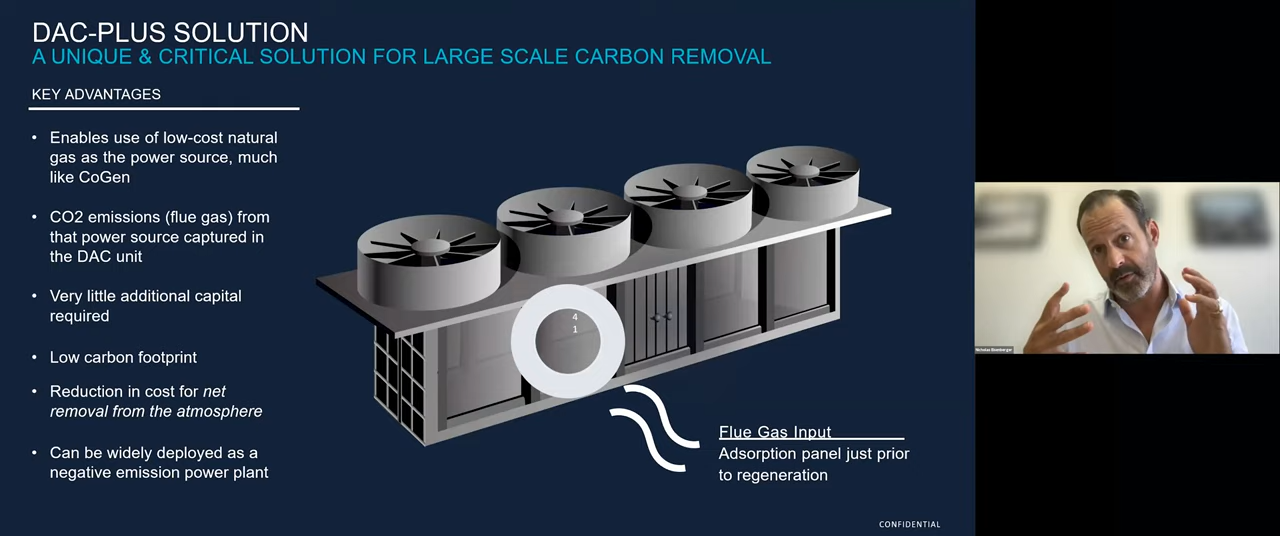 DAC-PLUS SOLUTION
A UNIQUE & CRITICAL SOLUTION FOR LARGE SCALE CARBON REMOVAL
KEY ADVANTAGES
• Enables use of low-cost natural
gas as the power source, much
like CoGen
• CO2 emissions (flue gas) from
that power source captured in
the DAC unit
• Very little additional capital
required
• Low carbon footprint
• Reduction in cost for net
removal from the atmosphere
• Can be widely deployed as a
negative emission power plant
4
1
Flue Gas Input
Adsorption panel just prior
to regeneration
CONFIDENTIAL
Nicholas Eisenberger